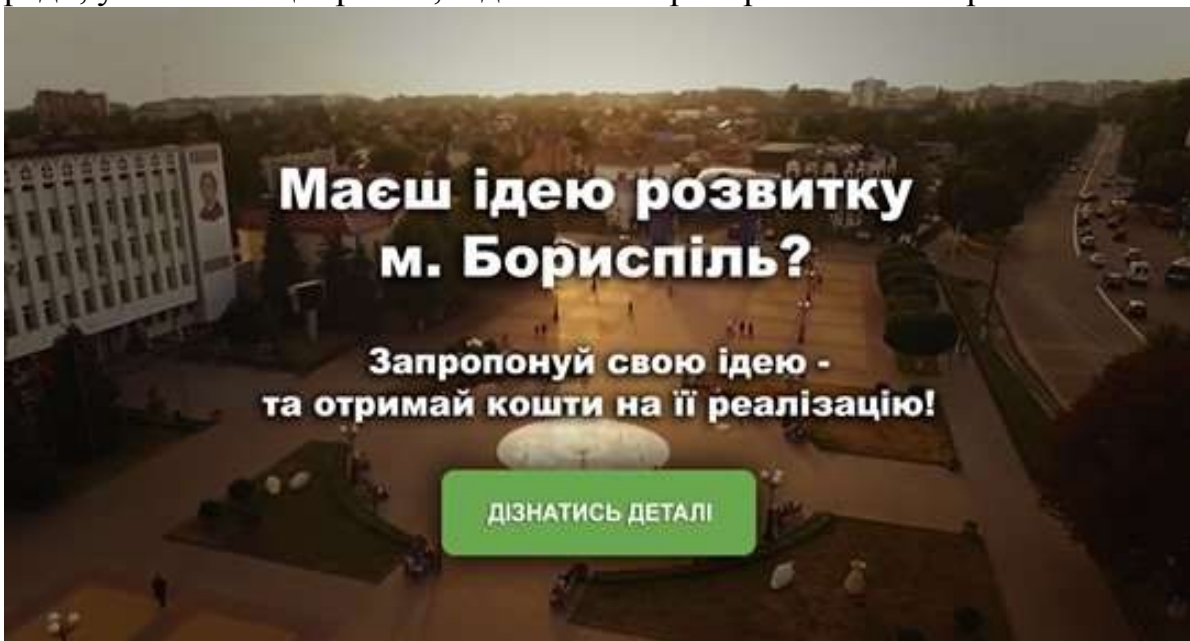 Маєш ідею розвитку
м. Бориспіль?
Запропонуй свою ідею -
та отримай кошти на її реалізацію!
ДІЗНАТИСЬ ДЕТАЛІ